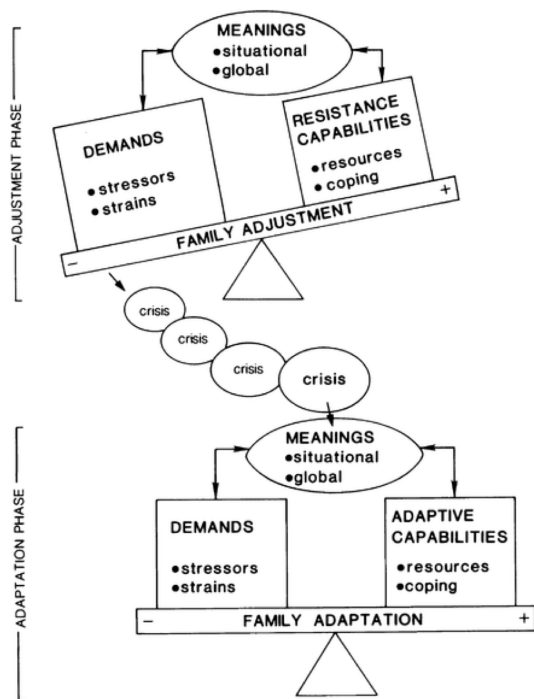 ADJUSTMENT PHASE
MEANINGS
●situational
●global
DEMANDS
●stressors
●strains
RESISTANCE
CAPABILITIES
●resources
●coping
− FAMILY ADJUSTMENT +
crisis
crisis
crisis
crisis
ADAPTATION PHASE
MEANINGS
●situational
●global
DEMANDS
●stressors
●strains
ADAPTIVE
CAPABILITIES
●resources
●coping
− FAMILY ADAPTATION +